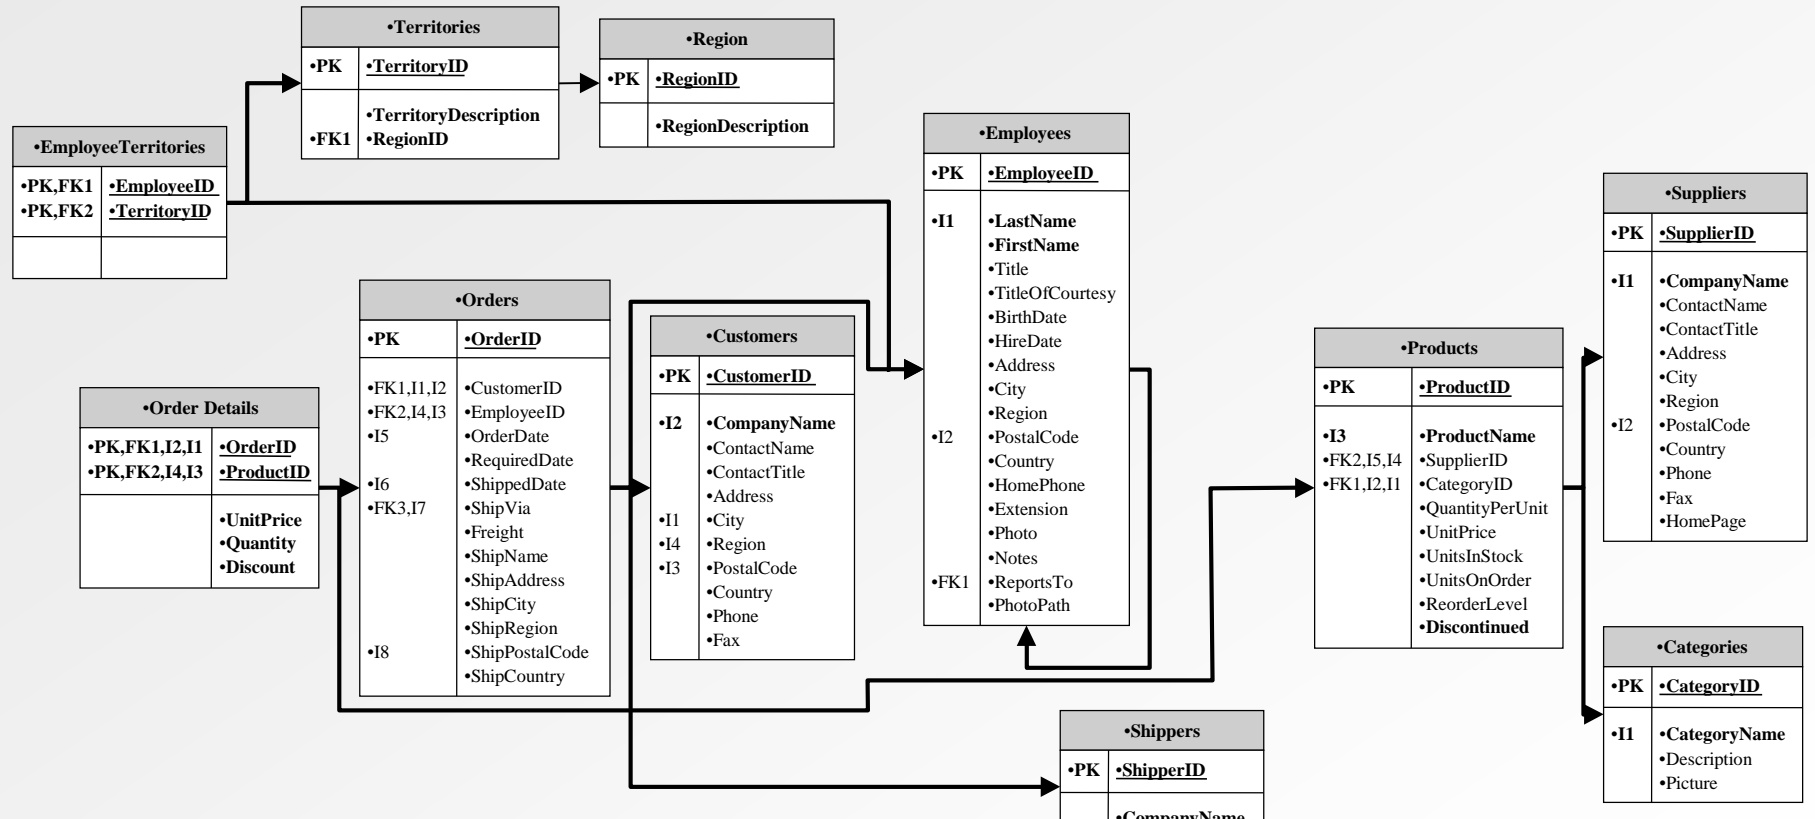 •Territories
•PK •TerritoryID
•TerritoryDescription
•FK1 •RegionID
•Region
•PK •RegionID
•RegionDescription
•EmployeeTerritories
•PK,FK1 •EmployeeID
•PK,FK2 •TerritoryID
•Employees
•PK •EmployeeID
•I1 •LastName
•FirstName
•Title
•TitleOfCourtesy
•BirthDate
•HireDate
•Address
•City
•Region
•I2 •PostalCode
•Country
•HomePhone
•Extension
•Photo
•Notes
•FK1 •ReportsTo
•PhotoPath
•Suppliers
•PK •SupplierID
•I1 •CompanyName
•ContactName
•ContactTitle
•Address
•City
•Region
•I2 •PostalCode
•Country
•Phone
•Fax
•HomePage
•Orders
•PK •OrderID
•FK1,I1,I2 •CustomerID
•FK2,I4,I3 •EmployeeID
•I5 •OrderDate
•RequiredDate
•I6 •ShippedDate
•FK3,I7 •ShipVia
•Freight
•ShipName
•ShipAddress
•ShipCity
•ShipRegion
•I8 •ShipPostalCode
•ShipCountry
•Customers
•PK •CustomerID
•I2 •CompanyName
•ContactName
•ContactTitle
•Address
•I1 •City
•I4 •Region
•I3 •PostalCode
•Country
•Phone
•Fax
•Order Details
•PK,FK1,I2,I1 •OrderID
•PK,FK2,I4,I3 •ProductID
•UnitPrice
•Quantity
•Discount
•Products
•PK •ProductID
•I3 •ProductName
•FK2,I5,I4 •SupplierID
•FK1,I2,I1 •CategoryID
•QuantityPerUnit
•UnitPrice
•UnitsInStock
•UnitsOnOrder
•ReorderLevel
•Discontinued
•Categories
•PK •CategoryID
•I1 •CategoryName
•Description
•Picture
•Shippers
•PK •ShipperID
•CompanyName